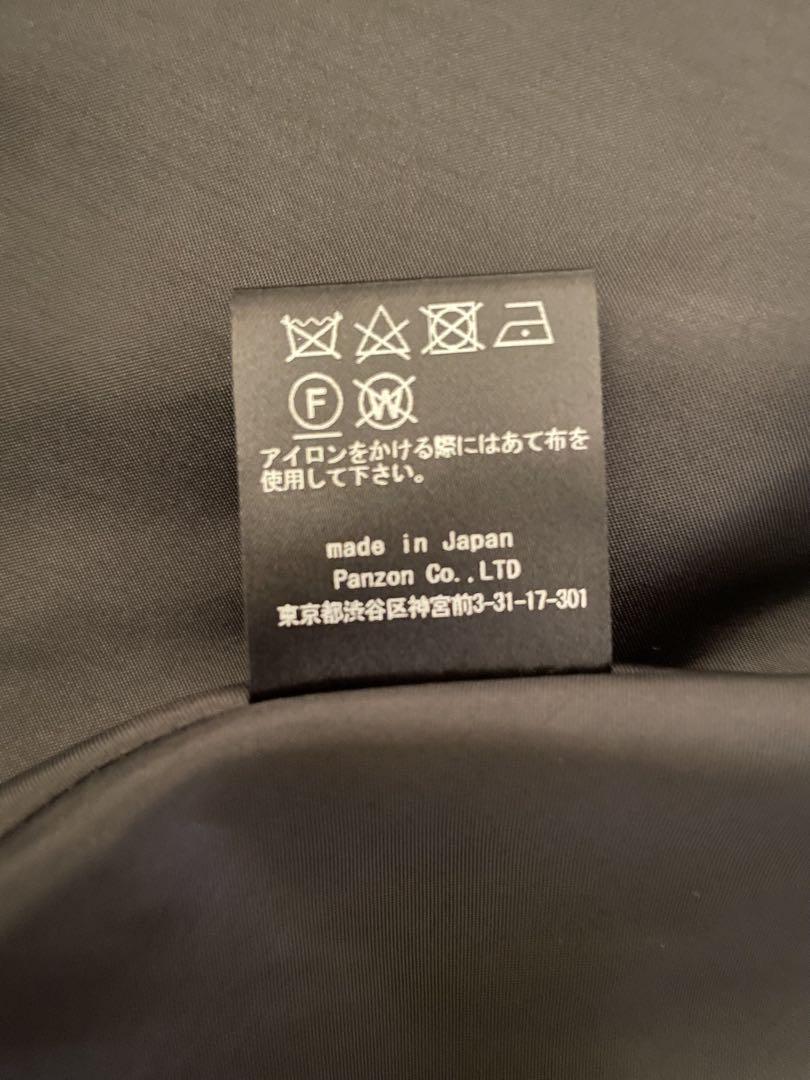 F W
アイロンをかける際にはあて布を
使用して下さい。
made in Japan
Panzon Co.,LTD
東京都渋谷区神宮前3-31-17-301